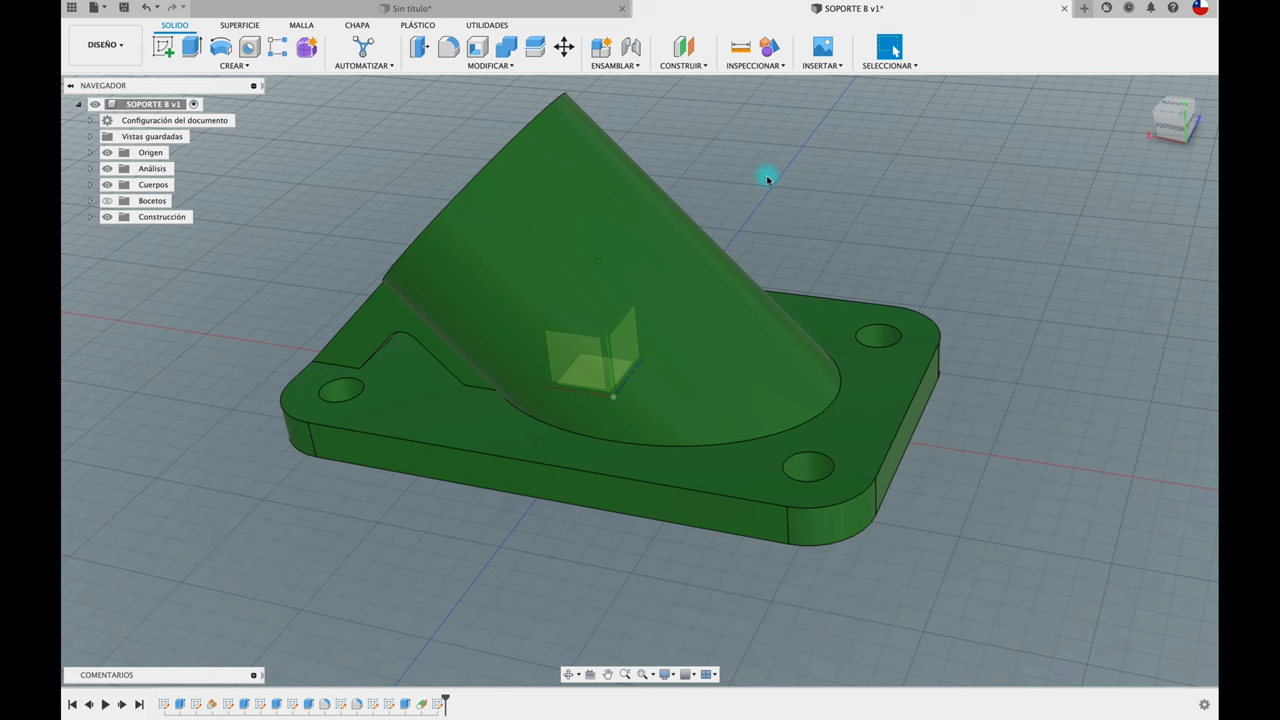 Sin título*
SOPORTE B v1*
DISEÑO
SOLIDO
SUPERFICIE
MALLA
CHAPA
PLÁSTICO
UTILIDADES
CREAR
AUTOMATIZAR
MODIFICAR
ENSAMBLAR
CONSTRUIR
INSPECCIONAR
INSERTAR
SELECCIONAR
NAVEGADOR
SOPORTE B v1
Configuración del documento
Vistas guardadas
Origen
Análisis
Cuerpos
Bocetos
Construcción
X
Z
COMENTARIOS